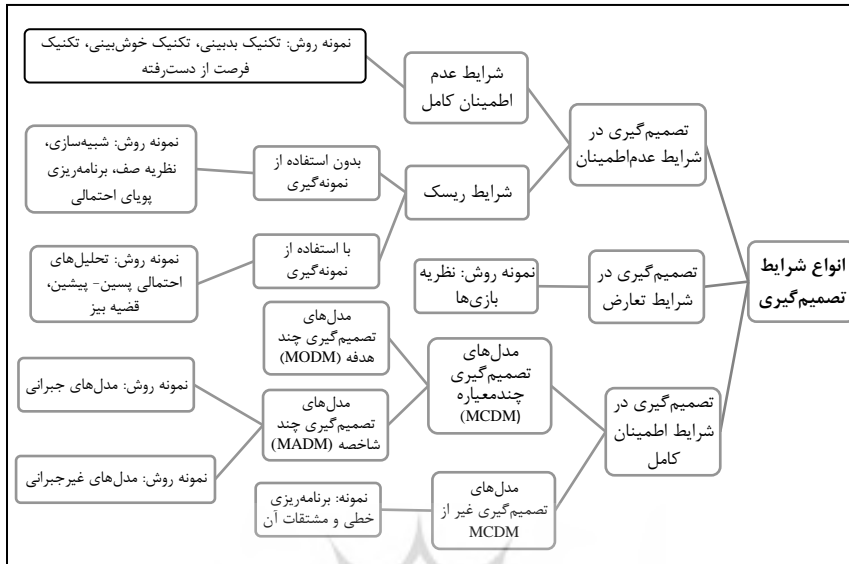 انواع شرایط
تصمیم‌گیری
تصمیم‌گیری در
شرایط عدم‌اطمینان
شرایط عدم
اطمینان کامل
نمونه روش: تکنیک بدبینی، تکنیک خوش‌بینی، تکنیک
فرصت از دست‌رفته
شرایط ریسک
بدون استفاده از
نمونه‌گیری
نمونه روش: شبیه‌سازی،
نظریه صف، برنامه‌ریزی
پویای احتمالی
با استفاده از
نمونه‌گیری
نمونه روش: تحلیل‌های
احتمالی پسین- پیشین،
قضیه بیز
تصمیم‌گیری در
شرایط تعارض
نمونه روش: نظریه
بازی‌ها
تصمیم‌گیری در
شرایط اطمینان
کامل
مدل‌های
تصمیم‌گیری
چندمعیاره
(MCDM)
مدل‌های
تصمیم‌گیری چند
هدفه (MODM)
مدل‌های
تصمیم‌گیری چند
شاخصه (MADM)
نمونه روش: مدل‌های جبرانی
نمونه روش: مدل‌های غیرجبرانی
مدل‌های
تصمیم‌گیری غیر از
MCDM
نمونه: برنامه‌ریزی
خطی و مشتقات آن